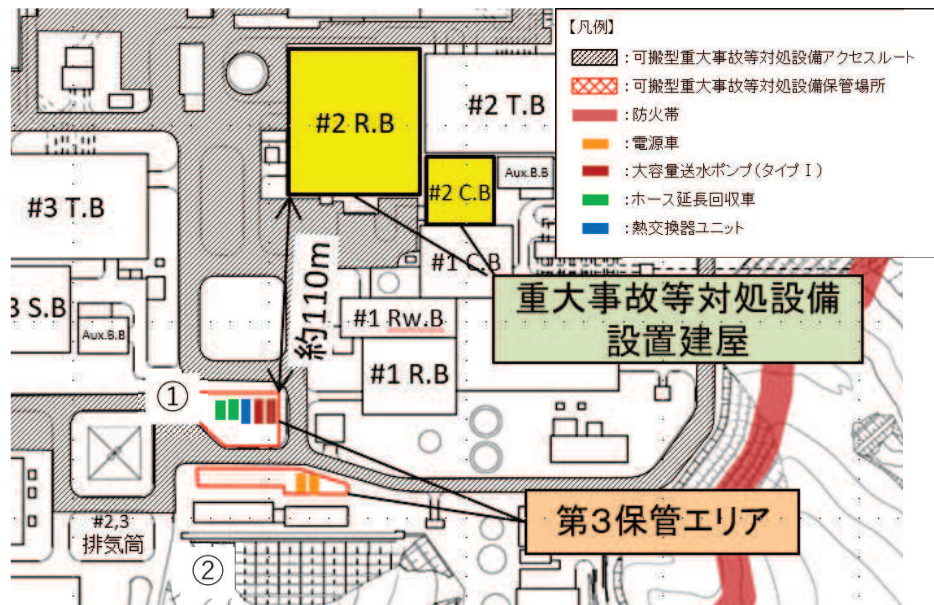 【凡例】
：可搬型重大事故等対処設備アクセスルート
：可搬型重大事故等対処設備保管場所
：防火帯
：電源車
：大容量送水ポンプ(タイプⅠ)
：ホース延長回収車
：熱交換器ユニット
#2 R.B
#2 T.B
#2 C.B
Aux.B.B
#3 T.B
#1 C.B
約110m
重大事故等対処設備
設置建屋
3 S.B
Aux.B.B
#1 Rw.B
#1 R.B
①
第3保管エリア
#2,3
排気筒
②